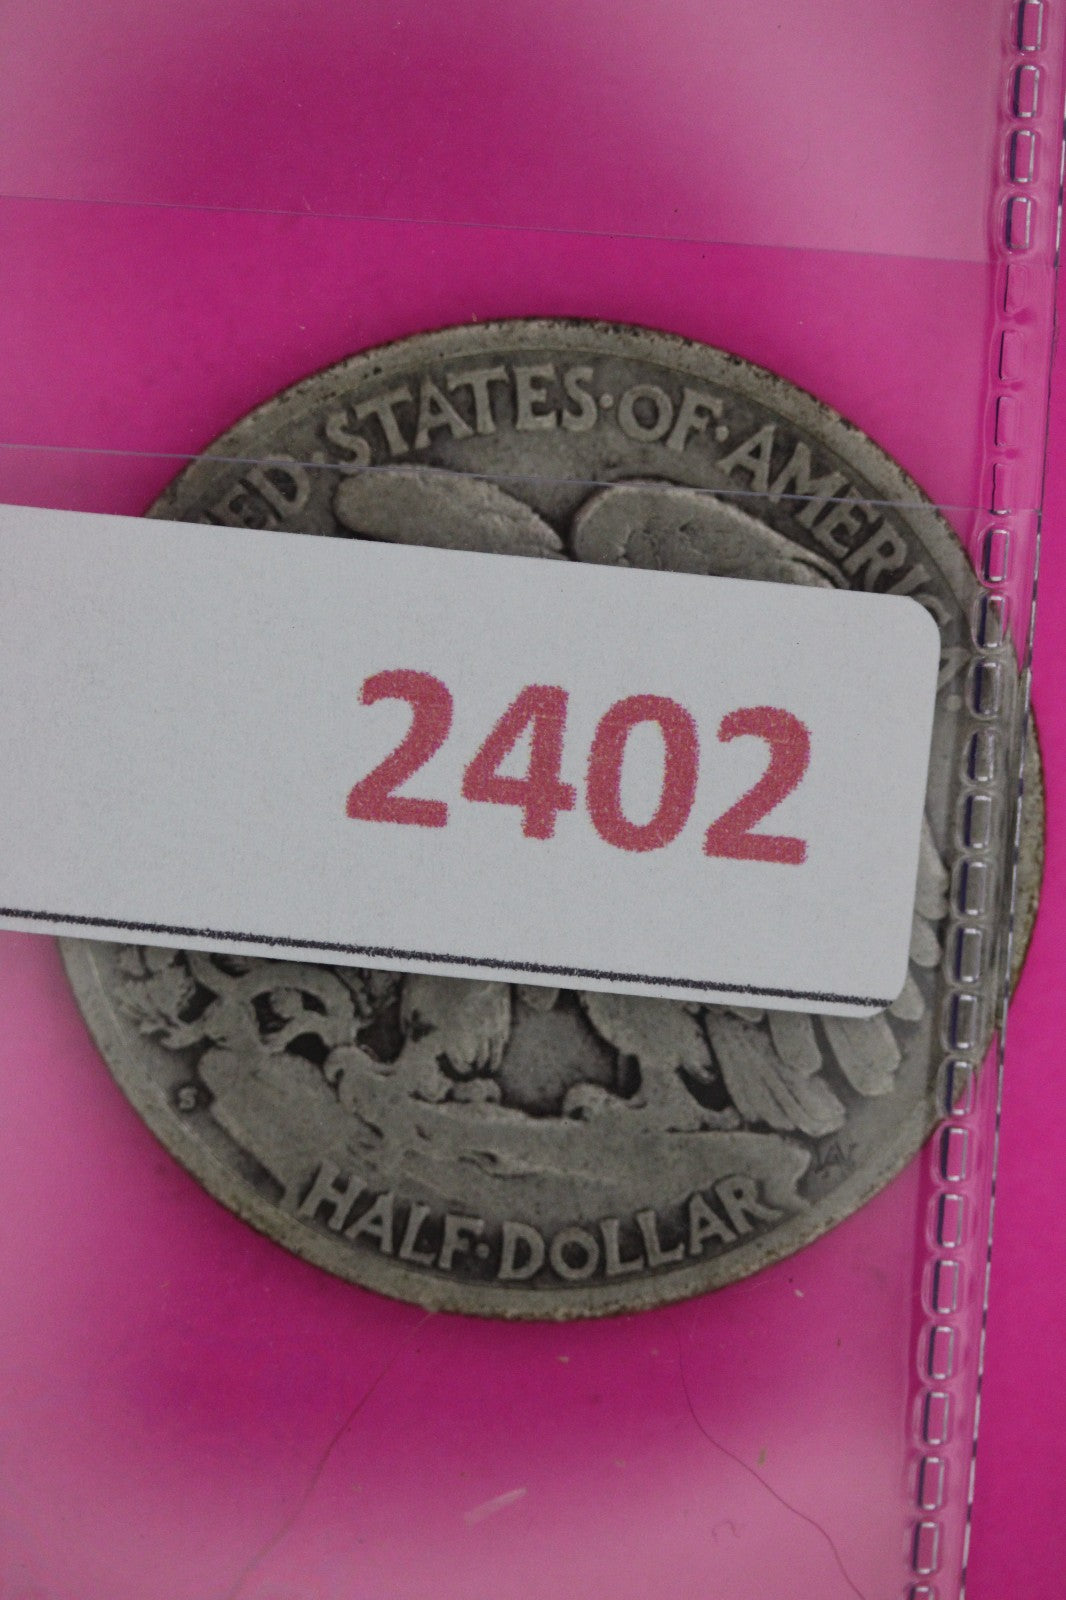 ED·STATES·OF·AMERICA·
2402
S
HALF·DOLLAR